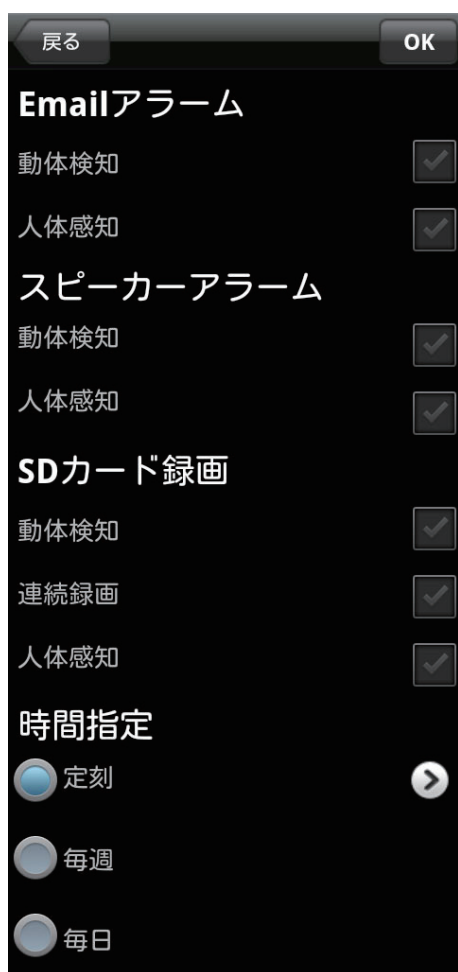 戻る
OK
Emailアラーム
動体検知
人体感知
スピーカーアラーム
動体検知
人体感知
SDカード録画
動体検知
連続録画
人体感知
時間指定
定刻
毎週
毎日